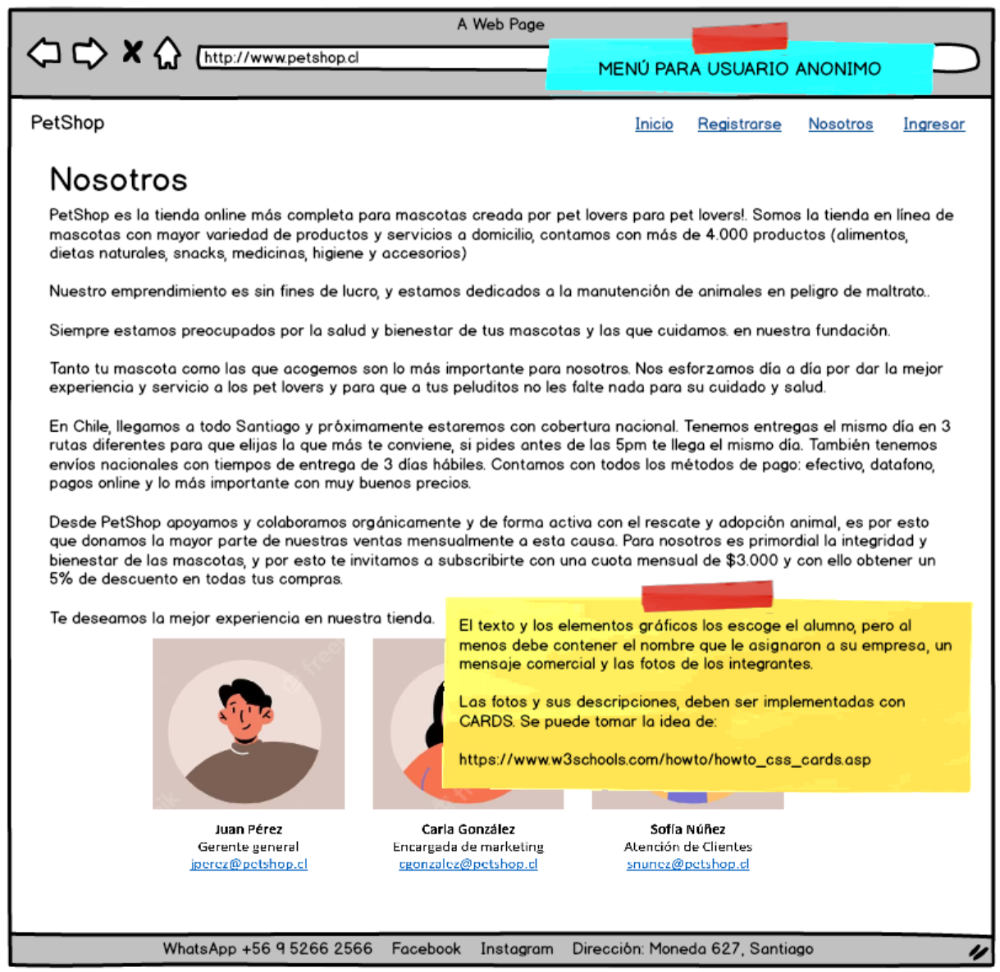 A Web Page
http://www.petshop.cl
MENÚ PARA USUARIO ANONIMO
PetShop
Inicio Registrarse Nosotros Ingresar
Nosotros
PetShop es la tienda online más completa para mascotas creada por pet lovers para pet lovers!. Somos la tienda en línea de
mascotas con mayor variedad de productos y servicios a domicilio, contamos con más de 4.000 productos (alimentos,
dietas naturales, snacks, medicinas, higiene y accesorios)
Nuestro emprendimiento es sin fines de lucro, y estamos dedicados a la manutención de animales en peligro de maltrato..
Siempre estamos preocupados por la salud y bienestar de tus mascotas y las que cuidamos. en nuestra fundación.
Tanto tu mascota como las que acogemos son lo más importante para nosotros. Nos esforzamos día a día por dar la mejor
experiencia y servicio a los pet lovers y para que a tus peluditos no les falte nada para su cuidado y salud.
En Chile, llegamos a todo Santiago y próximamente estaremos con cobertura nacional. Tenemos entregas el mismo día en 3
rutas diferentes para que elijas la que más te conviene, si pides antes de las 5pm te llega el mismo día. También tenemos
envíos nacionales con tiempos de entrega de 3 días hábiles. Contamos con todos los métodos de pago: efectivo, datafono,
pagos online y lo más importante con muy buenos precios.
Desde PetShop apoyamos y colaboramos orgánicamente y de forma activa con el rescate y adopción animal, es por esto
que donamos la mayor parte de nuestras ventas mensualmente a esta causa. Para nosotros es primordial la integridad y
bienestar de las mascotas, y por esto te invitamos a subscribirte con una cuota mensual de $3.000 y con ello obtener un
5% de descuento en todas tus compras.
Te deseamos la mejor experiencia en nuestra tienda.
El texto y los elementos gráficos los escoge el alumno, pero al
menos debe contener el nombre que le asignaron a su empresa, un
mensaje comercial y las fotos de los integrantes.
Las fotos y sus descripciones, deben ser implementadas con
CARDS. Se puede tomar la idea de:
https://www.w3schools.com/howto/howto_css_cards.asp
Juan Pérez
Gerente general
jperez@petshop.cl
Carla González
Encargada de marketing
cgonzalez@petshop.cl
Sofía Núñez
Atención de Clientes
snunez@petshop.cl
WhatsApp +56 9 5266 2566 Facebook Instagram Dirección: Moneda 627, Santiago